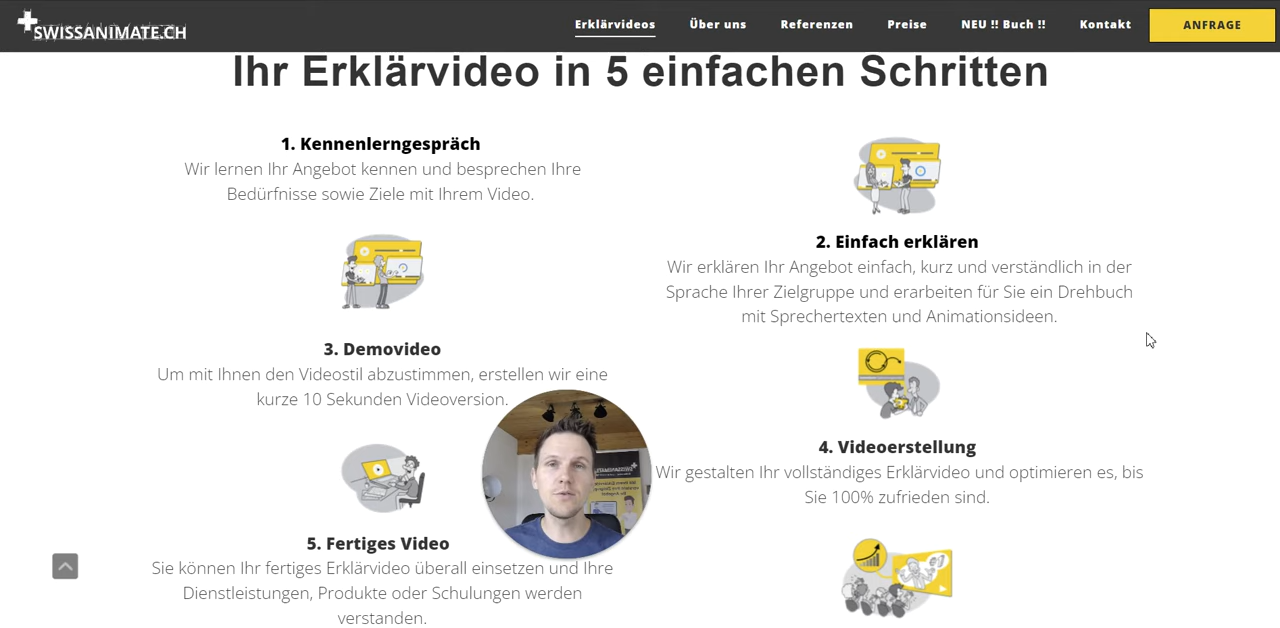 SWISSANIMATE.CH
Erklärvideos
Über uns
Referenzen
Preise
NEU !! Buch !!
Kontakt
ANFRAGE
Ihr Erklärvideo in 5 einfachen Schritten
1. Kennenlerngespräch
Wir lernen Ihr Angebot kennen und besprechen Ihre
Bedürfnisse sowie Ziele mit Ihrem Video.
2. Einfach erklären
Wir erklären Ihr Angebot einfach, kurz und verständlich in der
Sprache Ihrer Zielgruppe und erarbeiten für Sie ein Drehbuch
mit Sprechertexten und Animationsideen.
3. Demovideo
Um mit Ihnen den Videostil abzustimmen, erstellen wir eine
kurze 10 Sekunden Videoversion.
4. Videoerstellung
Wir gestalten Ihr vollständiges Erklärvideo und optimieren es, bis
Sie 100% zufrieden sind.
5. Fertiges Video
Sie können Ihr fertiges Erklärvideo überall einsetzen und Ihre
Dienstleistungen, Produkte oder Schulungen werden
verstanden.